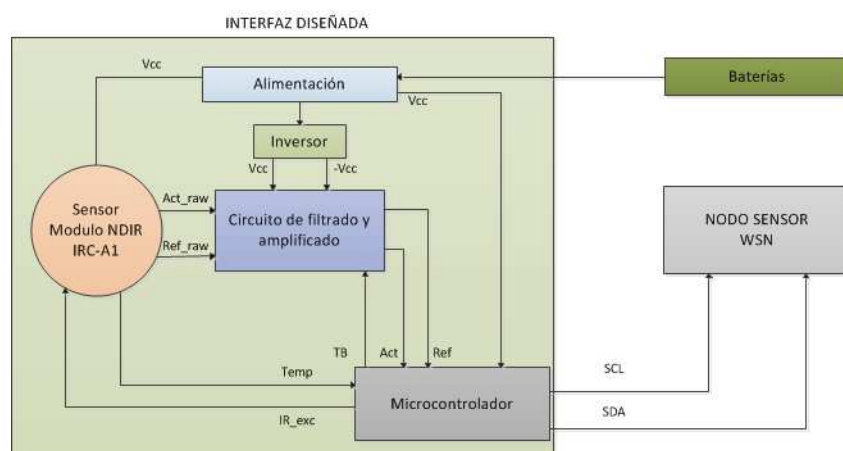 INTERFAZ DISEÑADA
Vcc
Alimentación
Baterías
Vcc
Inversor
Vcc
-Vcc
Sensor
Modulo NDIR
IRC-A1
Act_raw
Ref_raw
Circuito de filtrado y
amplificado
NODO SENSOR
WSN
TB
Act
Ref
Temp
IR_exc
Microcontrolador
SCL
SDA